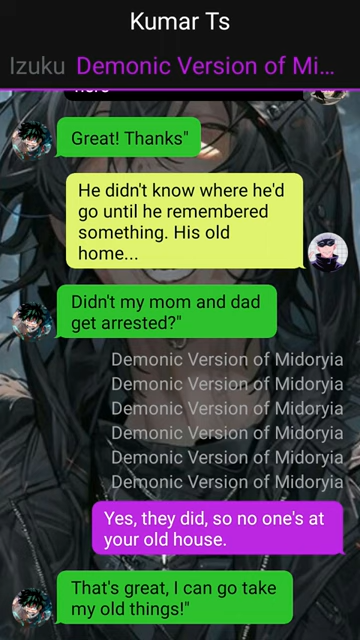 Kumar Ts
Izuku Demonic Version of Mi...
Great! Thanks"
He didn't know where he'd
go until he remembered
something. His old
home...
Didn't my mom and dad
get arrested?"
Demonic Version of Midoryia
Demonic Version of Midoryia
Demonic Version of Midoryia
Demonic Version of Midoryia
Demonic Version of Midoryia
Demonic Version of Midoryia
Yes, they did, so no one's at
your old house.
That's great, I can go take
my old things!"